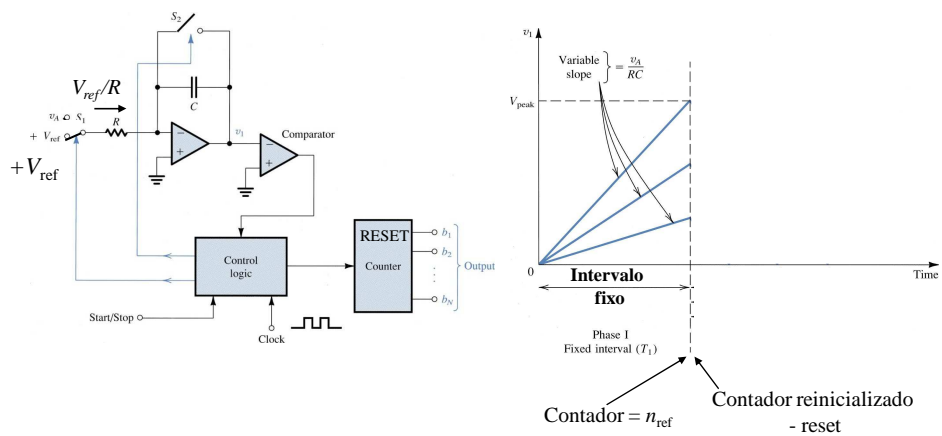 S2
Vref/R
C
vA S1
R
v1
+ Vref
+Vref
Comparator
Control
logic
RESET
Counter
b1
b2
bN
Output
Start/Stop
Clock
v1
Variable
slope
= vA/RC
Vpeak
0
Time
Intervalo
fixo
Phase I
Fixed interval (T1)
Contador = nref
Contador reinicializado
- reset